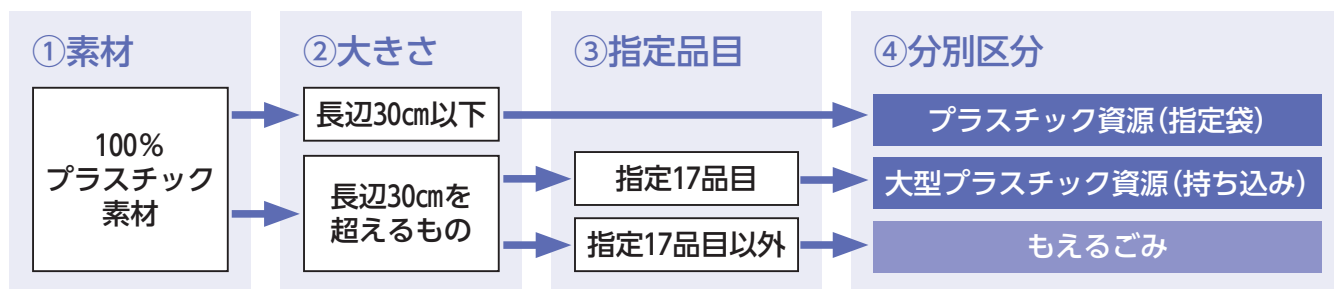 ①素材
100%
プラスチック
素材
②大きさ
長辺30㎝以下
長辺30㎝を
超えるもの
③指定品目
指定17品目
指定17品目以外
④分別区分
プラスチック資源(指定袋)
大型プラスチック資源(持ち込み)
もえるごみ